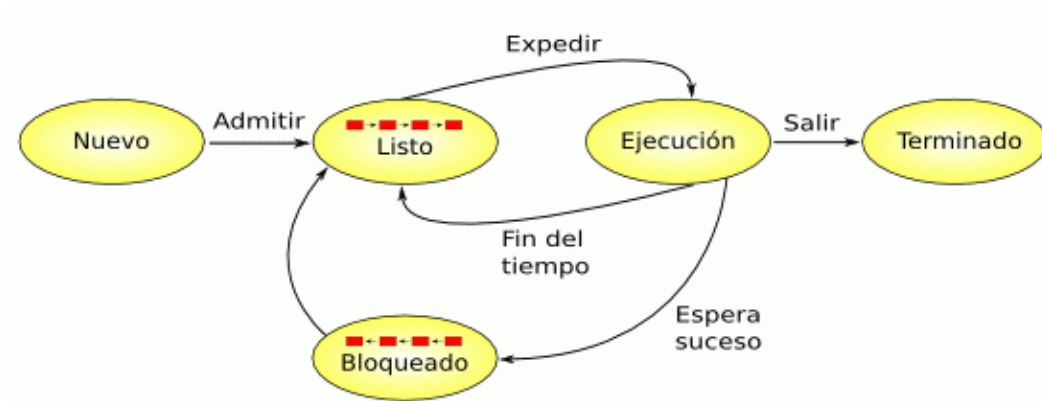 Expedir
Nuevo
Admitir
Listo
Ejecución
Salir
Terminado
Fin del
tiempo
Espera
suceso
Bloqueado